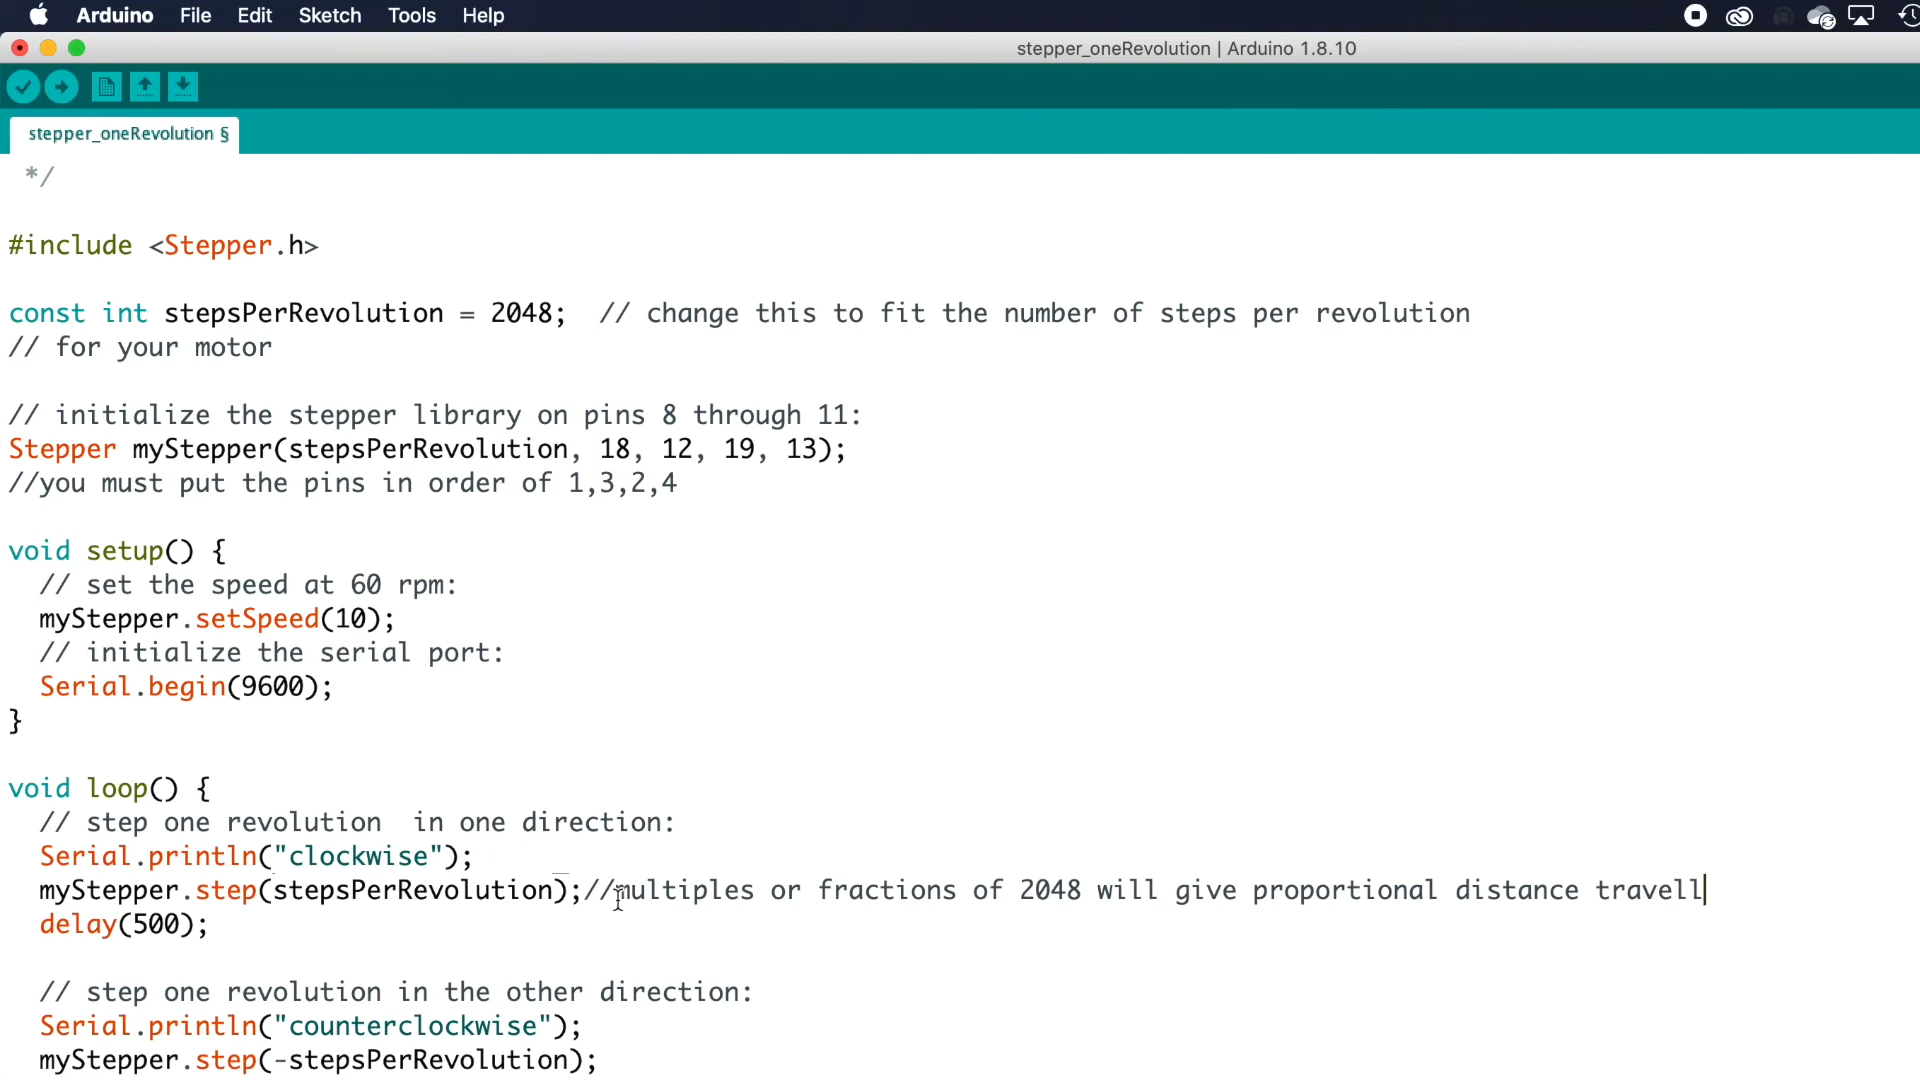 Arduino File Edit Sketch Tools Help
stepper_oneRevolution | Arduino 1.8.10
stepper_oneRevolution §
*/
#include <Stepper.h>
const int stepsPerRevolution = 2048;  // change this to fit the number of steps per revolution
// for your motor
// initialize the stepper library on pins 8 through 11:
Stepper myStepper(stepsPerRevolution, 18, 12, 19, 13);
//you must put the pins in order of 1,3,2,4
void setup() {
// set the speed at 60 rpm:
myStepper.setSpeed(10);
// initialize the serial port:
Serial.begin(9600);
}
void loop() {
// step one revolution  in one direction:
Serial.println("clockwise");
myStepper.step(stepsPerRevolution);//multiples or fractions of 2048 will give proportional distance travell
delay(500);
// step one revolution in the other direction:
Serial.println("counterclockwise");
myStepper.step(-stepsPerRevolution);